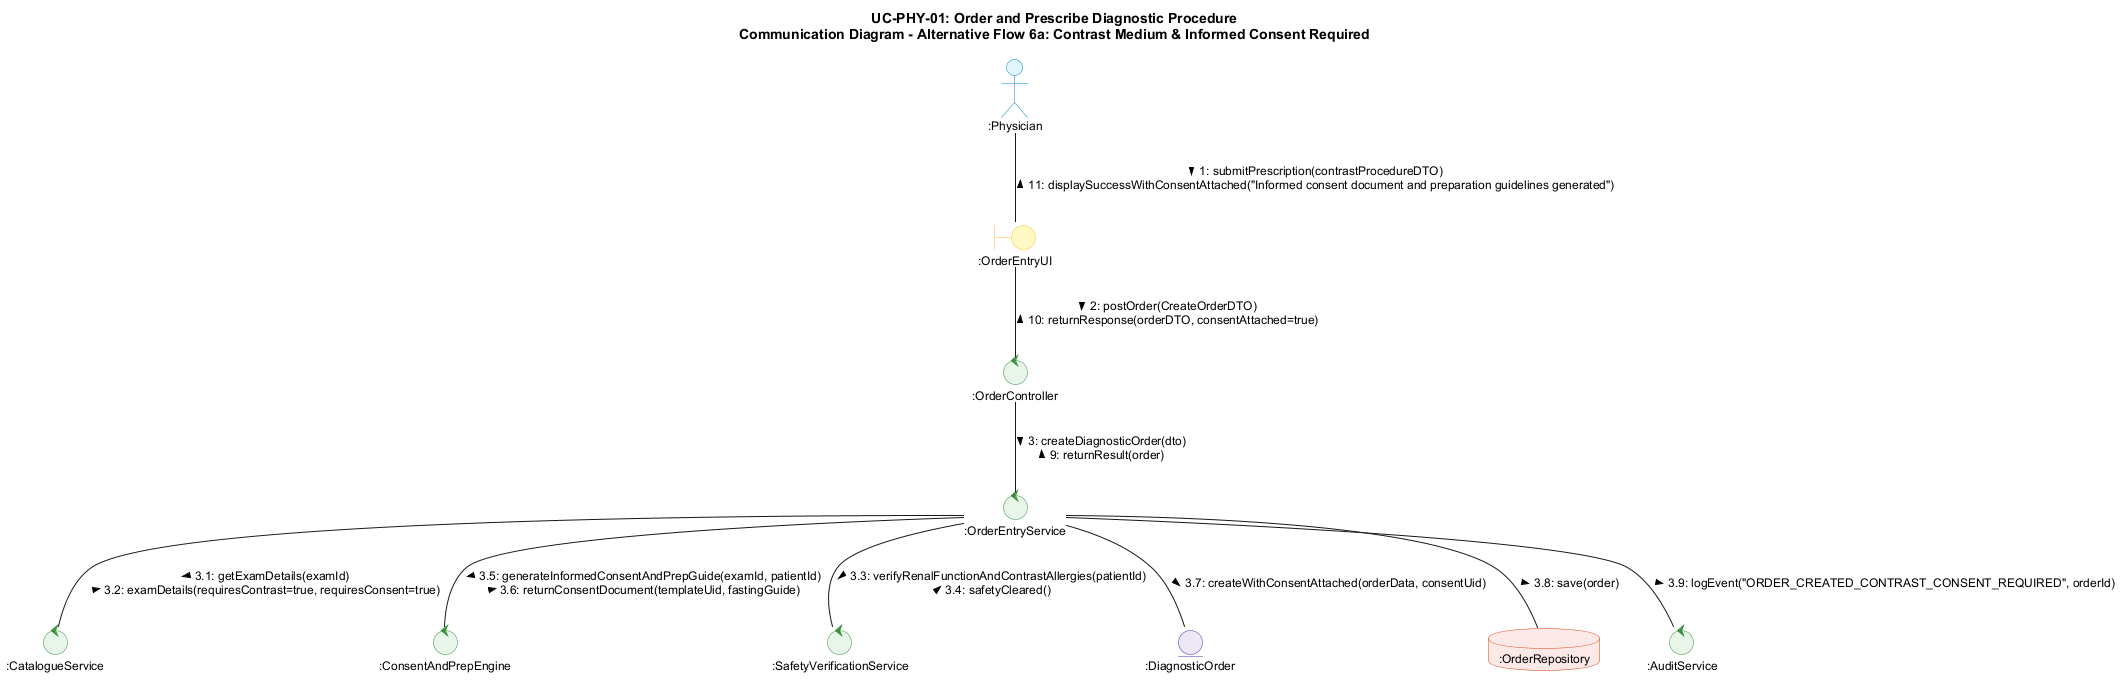 UC-PHY-01: Order and Prescribe Diagnostic Procedure
Communication Diagram - Alternative Flow 6a: Contrast Medium & Informed Consent Required
:Physician
1: submitPrescription(contrastProcedureDTO)
11: displaySuccessWithConsentAttached("Informed consent document and preparation guidelines generated")
:OrderEntryUI
2: postOrder(CreateOrderDTO)
10: returnResponse(orderDTO, consentAttached=true)
:OrderController
3: createDiagnosticOrder(dto)
9: returnResult(order)
:OrderEntryService
3.1: getExamDetails(examId)
3.2: examDetails(requiresContrast=true, requiresConsent=true)
3.5: generateInformedConsentAndPrepGuide(examId, patientId)
3.6: returnConsentDocument(templateUid, fastingGuide)
3.3: verifyRenalFunctionAndContrastAllergies(patientId)
3.4: safetyCleared()
3.7: createWithConsentAttached(orderData, consentUid)
3.8: save(order)
3.9: logEvent("ORDER_CREATED_CONTRAST_CONSENT_REQUIRED", orderId)
:CatalogueService
:ConsentAndPrepEngine
:SafetyVerificationService
:DiagnosticOrder
:OrderRepository
:AuditService